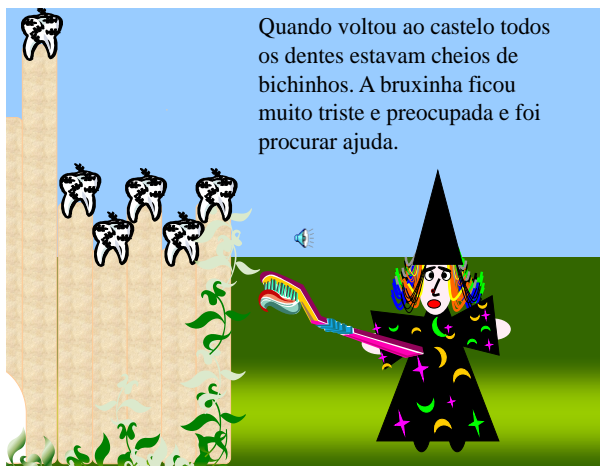 Quando voltou ao castelo todos
os dentes estavam cheios de
bichinhos. A bruxinha ficou
muito triste e preocupada e foi
procurar ajuda.